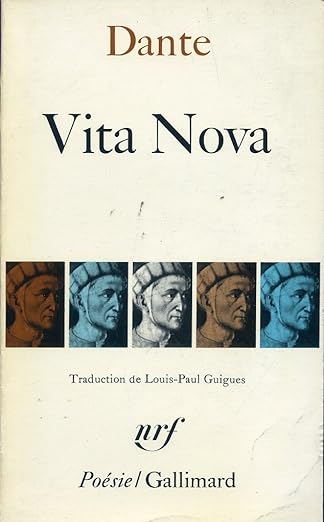 Dante
Vita Nova
Traduction de Louis-Paul Guigues
nrf
Poésie/Gallimard